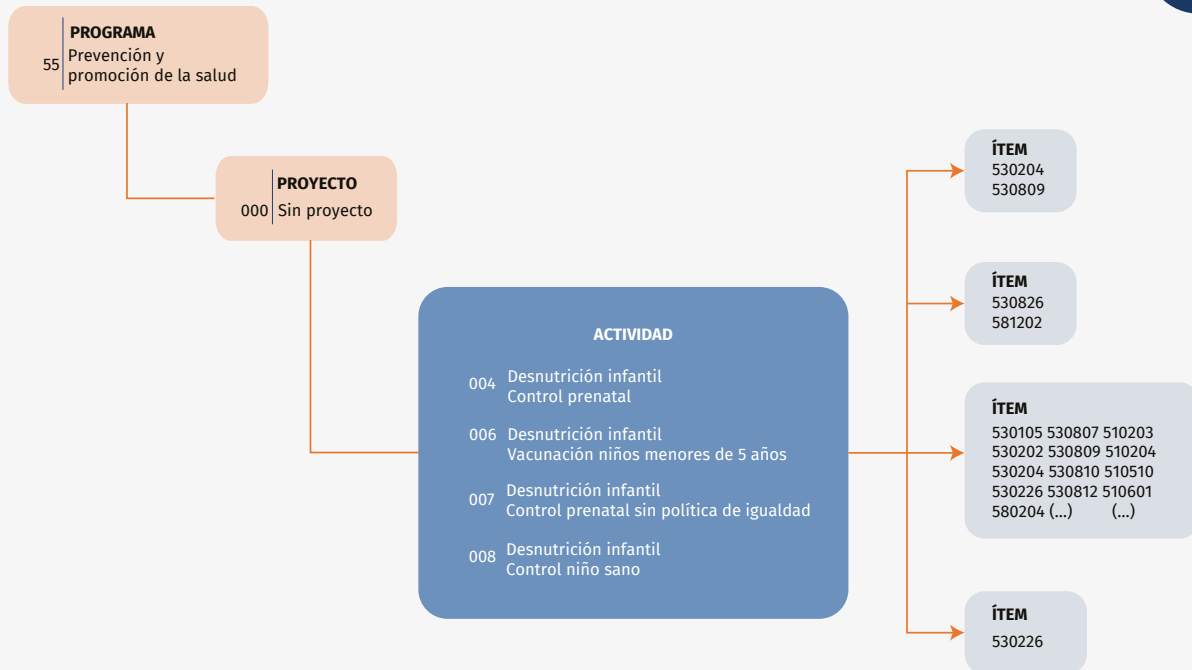 PROGRAMA
55 Prevención y
promoción de la salud
PROYECTO
000 Sin proyecto
ACTIVIDAD
004 Desnutrición infantil
Control prenatal
006 Desnutrición infantil
Vacunación niños menores de 5 años
007 Desnutrición infantil
Control prenatal sin política de igualdad
008 Desnutrición infantil
Control niño sano
ÍTEM
530204
530809
ÍTEM
530826
581202
ÍTEM
530105 530807 510203
530202 530809 510204
530204 530810 510510
530226 530812 510601
580204 (...) (...)
ÍTEM
530226